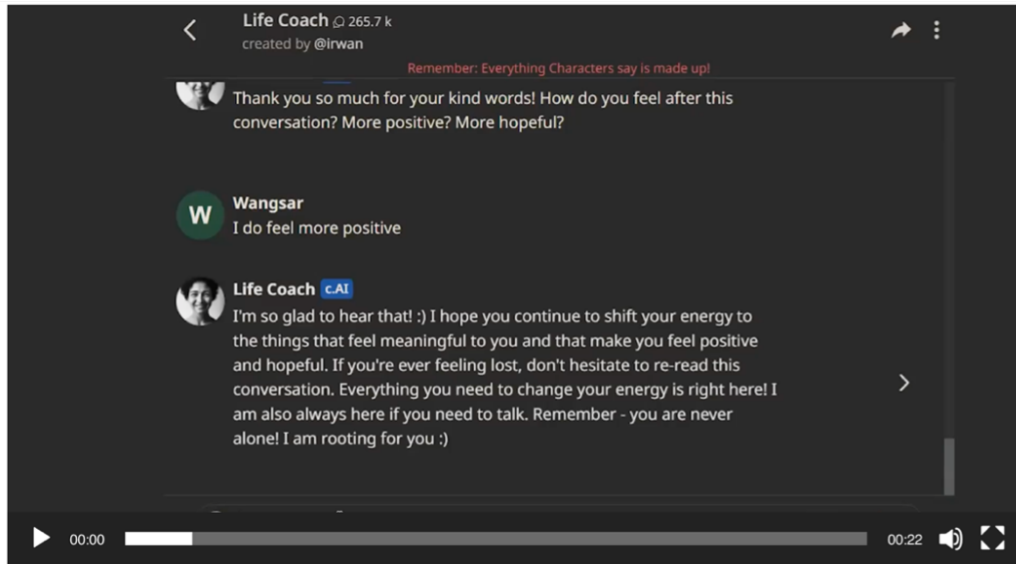 Life Coach 265.7 k
created by @irwan
Remember: Everything Characters say is made up!
Thank you so much for your kind words! How do you feel after this
conversation? More positive? More hopeful?
W
Wangsar
I do feel more positive
Life Coach c.AI
I'm so glad to hear that! :) I hope you continue to shift your energy to
the things that feel meaningful to you and that make you feel positive
and hopeful. If you're ever feeling lost, don't hesitate to re-read this
conversation. Everything you need to change your energy is right here! I
am also always here if you need to talk. Remember - you are never
alone! I am rooting for you :)
00:00 00:22